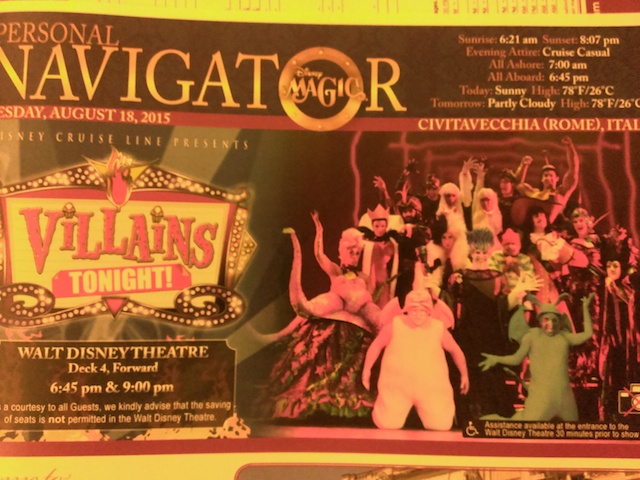 PERSONAL
NAVIGATOR
Disney
MAGIC
Sunrise: 6:21 am Sunset: 8:07 pm
Evening Attire: Cruise Casual
All Ashore: 7:00 am
All Aboard: 6:45 pm
Today: Sunny High: 78°F/26°C
Tomorrow: Partly Cloudy High: 78°F/26°C
ESDAY, AUGUST 18, 2015
CIVITAVECCHIA (ROME), ITAL
DISNEY CRUISE LINE PRESENTS
VILLAINS
TONIGHT!
WALT DISNEY THEATRE
Deck 4, Forward
6:45 pm & 9:00 pm
s a courtesy to all Guests, we kindly advise that the saving
of seats is not permitted in the Walt Disney Theatre.
Assistance available at the entrance to the
Walt Disney Theatre 30 minutes prior to show